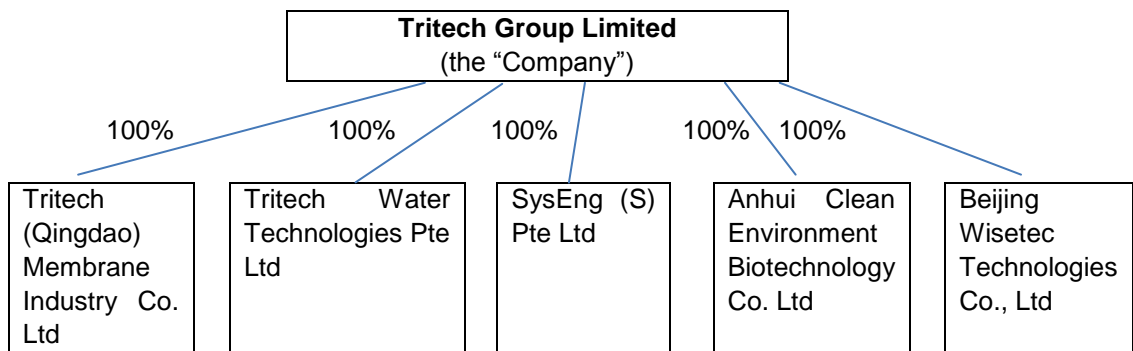 Tritech Group Limited
(the “Company”)
100%
100%
100%
100%
100%
Tritech
(Qingdao)
Membrane
Industry Co.
Ltd
Tritech Water
Technologies Pte
Ltd
SysEng (S)
Pte Ltd
Anhui Clean
Environment
Biotechnology
Co. Ltd
Beijing
Wisetec
Technologies
Co., Ltd